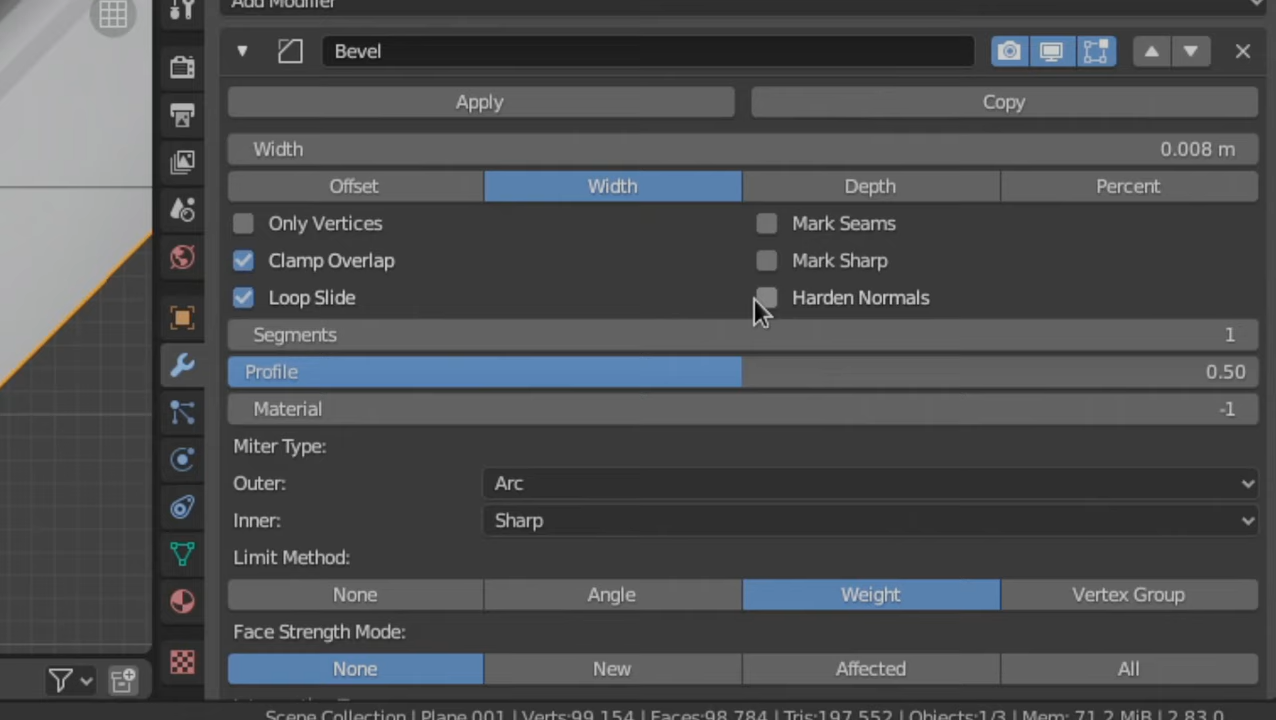 Add Modifier
Bevel
Apply Copy
Width 0.008 m
Offset Width Depth Percent
Only Vertices Mark Seams
Clamp Overlap Mark Sharp
Loop Slide Harden Normals
Segments 1
Profile 0.50
Material -1
Miter Type:
Outer: Arc
Inner: Sharp
Limit Method:
None Angle Weight Vertex Group
Face Strength Mode:
None New Affected All
Scene Collection | Plane.001 | Verts:99,154 | Faces:98,784 | Tris:197,552 | Objects:1/3 | Mem: 71.2 MiB | 2.83.0